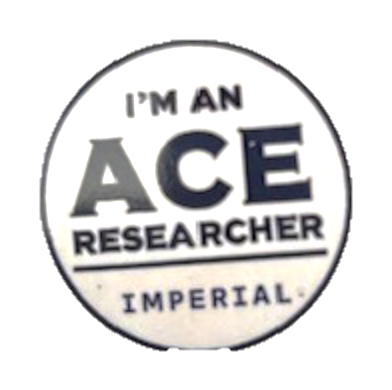 I'M AN
ACE
RESEARCHER
IMPERIAL